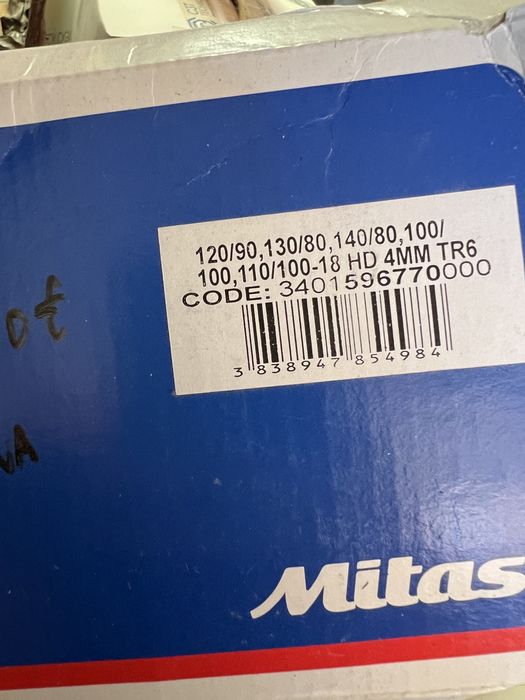 120/90,130/80,140/80,100/
100,110/100-18 HD 4MM TR6
CODE: 3401596770000
3 838947 854984
Mitas